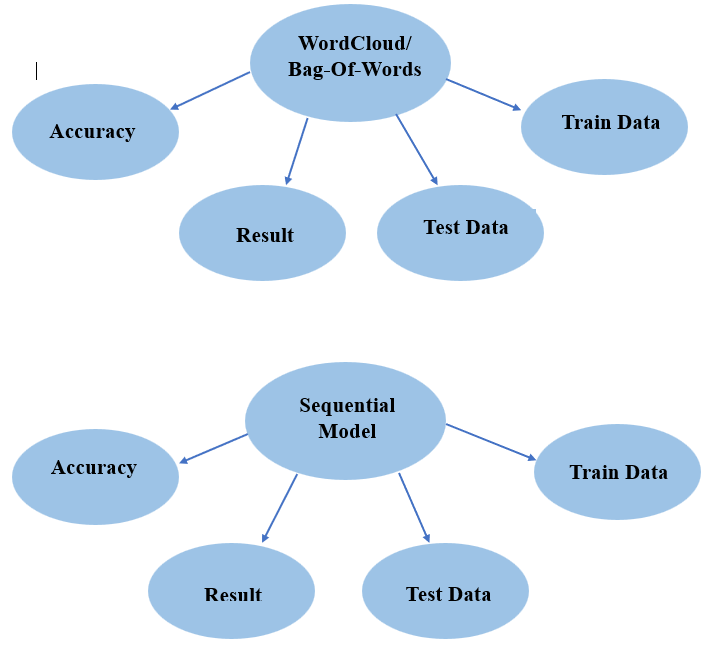 WordCloud/
Bag-Of-Words
Accuracy
Train Data
Result
Test Data
Sequential
Model
Accuracy
Train Data
Result
Test Data